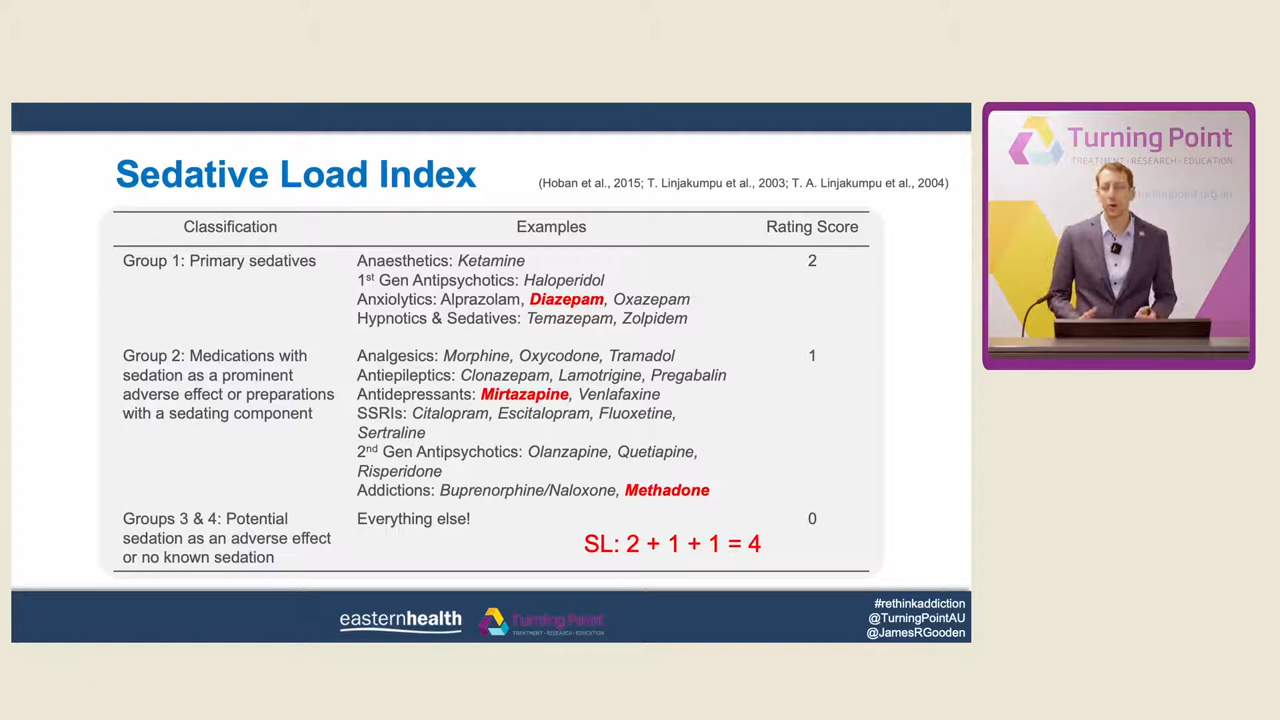 Sedative Load Index
(Hoban et al., 2015; T. Linjakumpu et al., 2003; T. A. Linjakumpu et al., 2004)
Classification Examples Rating Score
Group 1: Primary sedatives
Anaesthetics: Ketamine
1st Gen Antipsychotics: Haloperidol
Anxiolytics: Alprazolam, Diazepam, Oxazepam
Hypnotics & Sedatives: Temazepam, Zolpidem
2
Group 2: Medications with
sedation as a prominent
adverse effect or preparations
with a sedating component
Analgesics: Morphine, Oxycodone, Tramadol
Antiepileptics: Clonazepam, Lamotrigine, Pregabalin
Antidepressants: Mirtazapine, Venlafaxine
SSRIs: Citalopram, Escitalopram, Fluoxetine,
Sertraline
2nd Gen Antipsychotics: Olanzapine, Quetiapine,
Risperidone
Addictions: Buprenorphine/Naloxone, Methadone
1
Groups 3 & 4: Potential
sedation as an adverse effect
or no known sedation
Everything else!
0
SL: 2 + 1 + 1 = 4
easternhealth
Turning Point
TREATMENT · RESEARCH · EDUCATION
#rethinkaddiction
@TurningPointAU
@JamesRGooden
Turning Point
TREATMENT · RESEARCH · EDUCATION
turningpoint.org.au